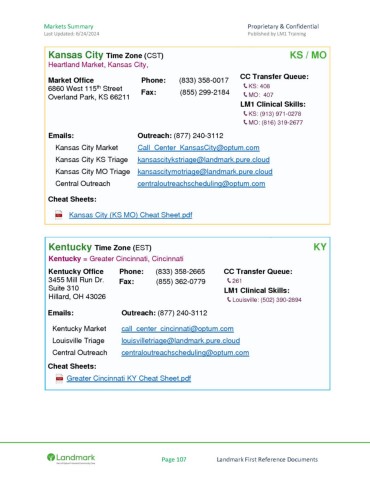 Markets Summary Proprietary & Confidential
Last Updated: 6/24/2024 Published by LM1 Training
Kansas City Time Zone (CST) KS / MO
Heartland Market, Kansas City,
Market Office
6860 West 115th Street
Overland Park, KS 66211
Phone: (833) 358-0017
Fax: (855) 299-2184
CC Transfer Queue:
KS: 408
MO: 407
LM1 Clinical Skills:
KS: (913) 971-0278
MO: (816) 319-2677
Emails: Outreach: (877) 240-3112
Kansas City Market Call_Center_KansasCity@optum.com
Kansas City KS Triage kansascitykstriage@landmark.pure.cloud
Kansas City MO Triage kansascitymotriage@landmark.pure.cloud
Central Outreach centraloutreachscheduling@optum.com
Cheat Sheets:
Kansas City (KS MO) Cheat Sheet.pdf
Kentucky Time Zone (EST) KY
Kentucky = Greater Cincinnati, Cincinnati
Kentucky Office
3455 Mill Run Dr.
Suite 310
Hillard, OH 43026
Phone: (833) 358-2665
Fax: (855) 362-0779
CC Transfer Queue:
261
LM1 Clinical Skills:
Louisville: (502) 390-2694
Emails: Outreach: (877) 240-3112
Kentucky Market call_center_cincinnati@optum.com
Louisville Triage louisvilletriage@landmark.pure.cloud
Central Outreach centraloutreachscheduling@optum.com
Cheat Sheets:
Greater Cincinnati KY Cheat Sheet.pdf
Landmark Page 107 Landmark First Reference Documents